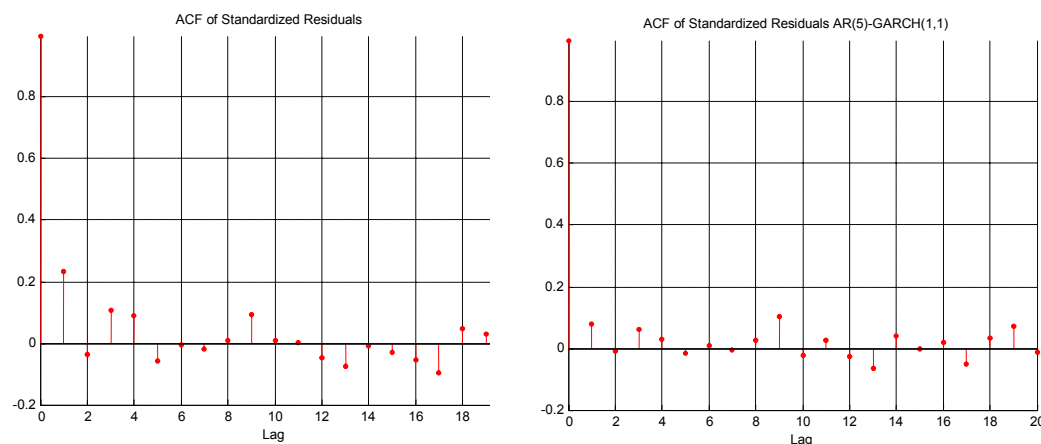 ACF of Standardized Residuals
0.8
0.6
0.4
0.2
0
-0.2
0 2 4 6 8 10 12 14 16 18
Lag
ACF of Standardized Residuals AR(5)-GARCH(1,1)
0.8
0.6
0.4
0.2
0
-0.2
0 2 4 6 8 10 12 14 16 18 20
Lag